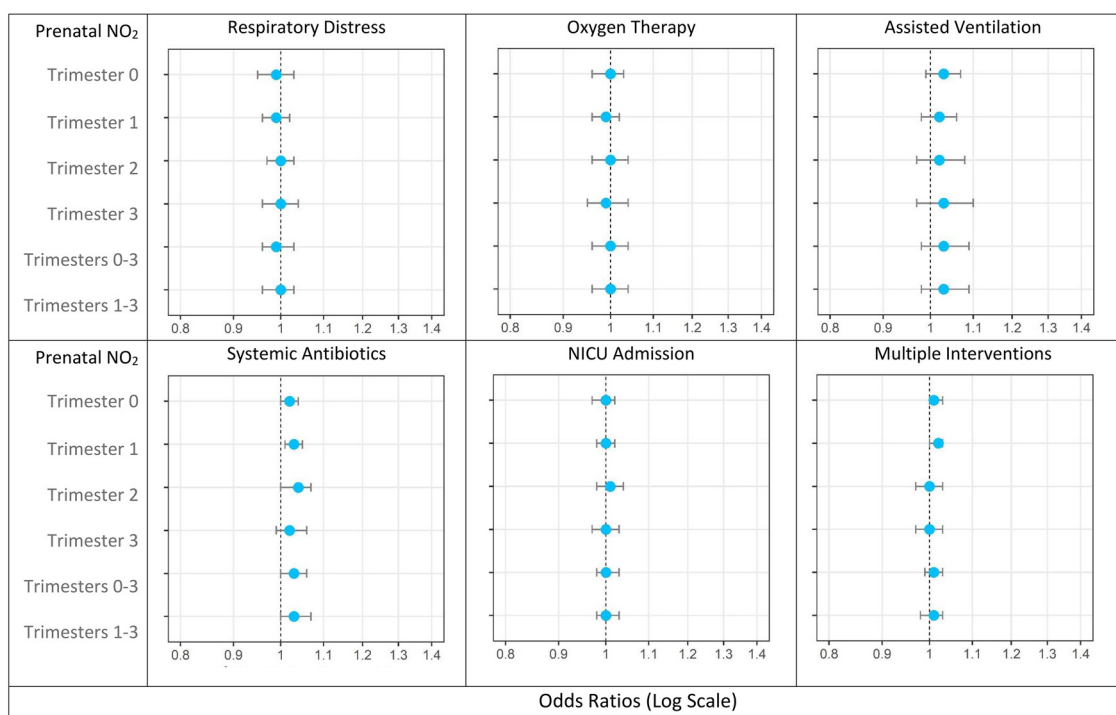 Prenatal NO₂ Respiratory Distress Oxygen Therapy Assisted Ventilation
Trimester 0
Trimester 1
Trimester 2
Trimester 3
Trimesters 0-3
Trimesters 1-3
0.8 0.9 1 1.1 1.2 1.3 1.4 0.8 0.9 1 1.1 1.2 1.3 1.4 0.8 0.9 1 1.1 1.2 1.3 1.4
Prenatal NO₂ Systemic Antibiotics NICU Admission Multiple Interventions
Trimester 0
Trimester 1
Trimester 2
Trimester 3
Trimesters 0-3
Trimesters 1-3
0.8 0.9 1 1.1 1.2 1.3 1.4 0.8 0.9 1 1.1 1.2 1.3 1.4 0.8 0.9 1 1.1 1.2 1.3 1.4
Odds Ratios (Log Scale)